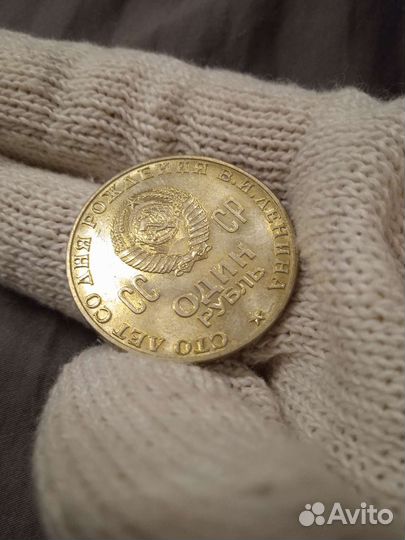 СТО ЛЕТ СО ДНЯ РОЖДЕНИЯ В.И.ЛЕНИНА
СС СР
ОДИН
РУБЛЬ
Avito